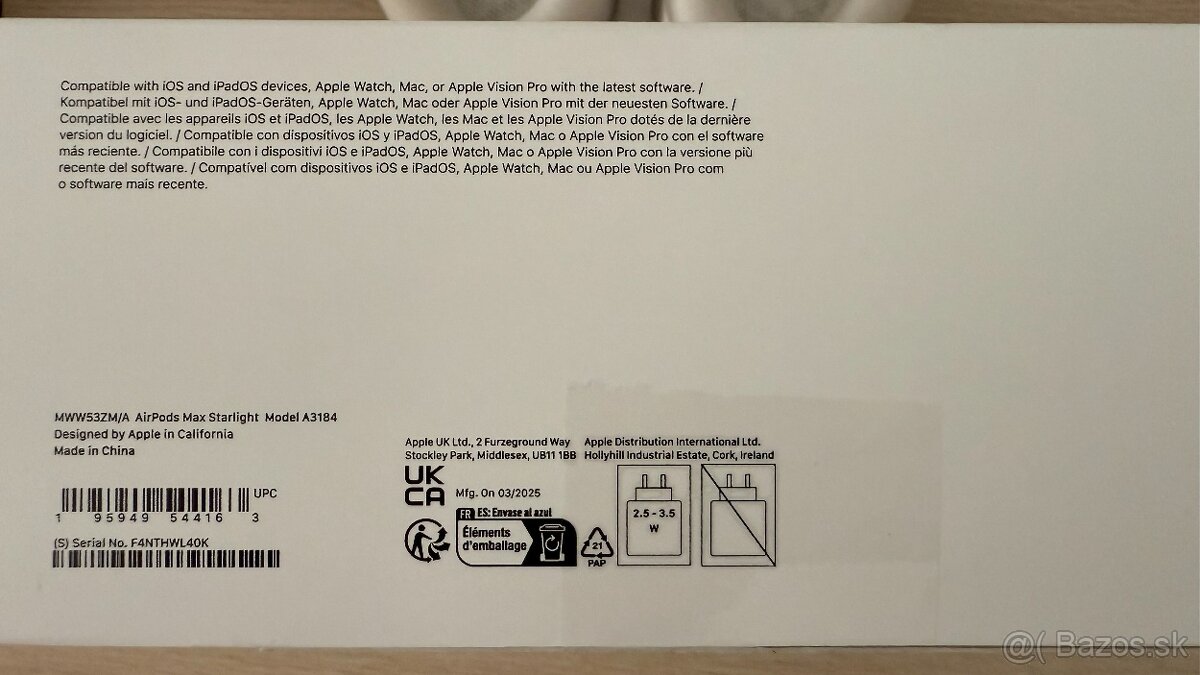 Compatible with iOS and iPadOS devices, Apple Watch, Mac, or Apple Vision Pro with the latest software. /
Kompatibel mit iOS- und iPadOS-Geräten, Apple Watch, Mac oder Apple Vision Pro mit der neuesten Software. /
Compatible avec les appareils iOS et iPadOS, les Apple Watch, les Mac et les Apple Vision Pro dotés de la dernière
version du logiciel. / Compatible con dispositivos iOS y iPadOS, Apple Watch, Mac o Apple Vision Pro con el software
más reciente. / Compatibile con i dispositivi iOS e iPadOS, Apple Watch, Mac o Apple Vision Pro con la versione più
recente del software. / Compatível com dispositivos iOS e iPadOS, Apple Watch, Mac ou Apple Vision Pro com
o software mais recente.
MWW53ZM/A AirPods Max Starlight Model A3184
Designed by Apple in California
Made in China
UPC
1 95949 54416 3
(S) Serial No. F4NTHWL40K
Apple UK Ltd., 2 Furzeground Way
Stockley Park, Middlesex, UB11 1BB
Apple Distribution International Ltd.
Hollyhill Industrial Estate, Cork, Ireland
UK
CA
Mfg. On 03/2025
FR ES: Envase al azul
Éléments
d'emballage
21
PAP
2.5 - 3.5
W
@( Bazos.sk